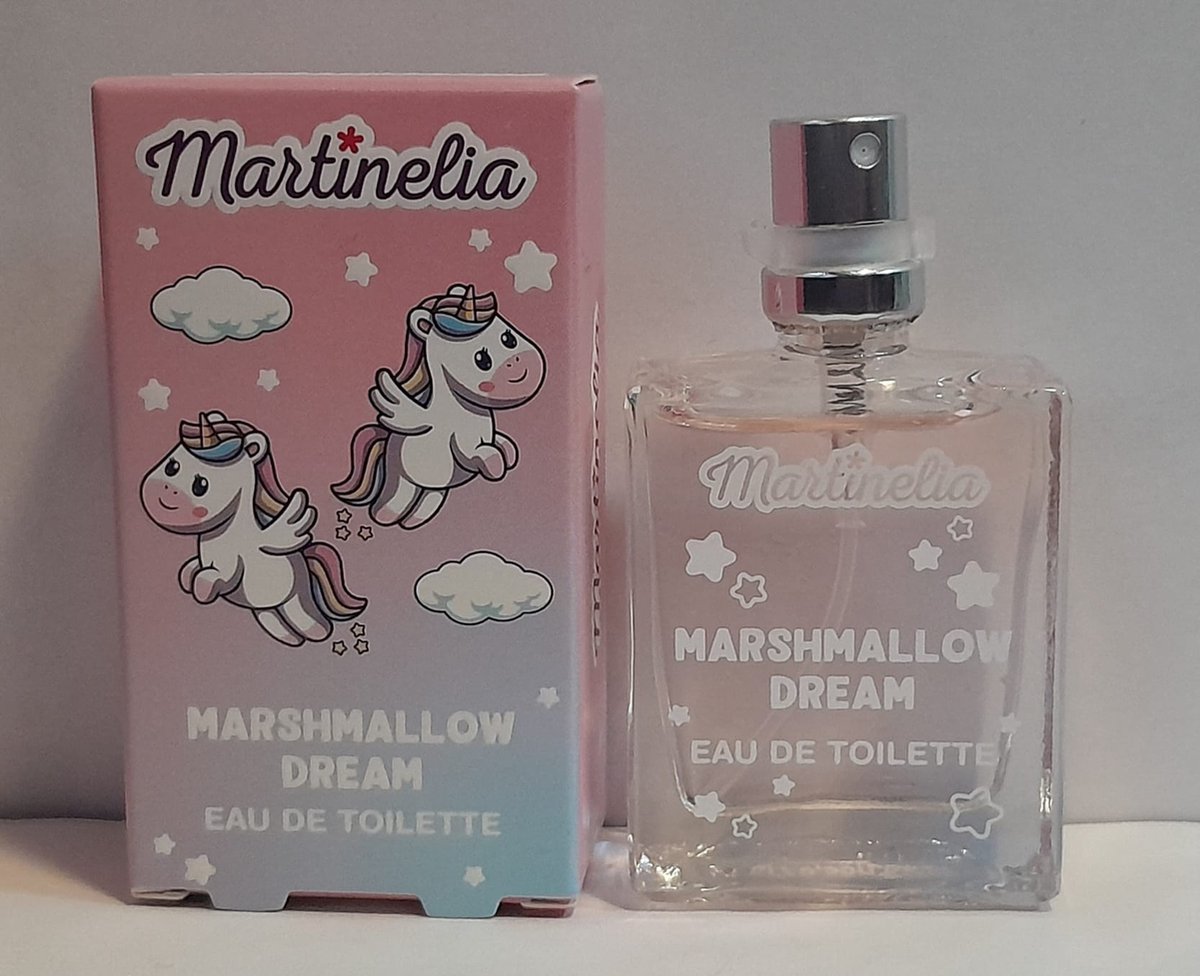 Martinelia
MARSHMALLOW
DREAM
EAU DE TOILETTE
Martinelia
MARSHMALLOW
DREAM
EAU DE TOILETTE